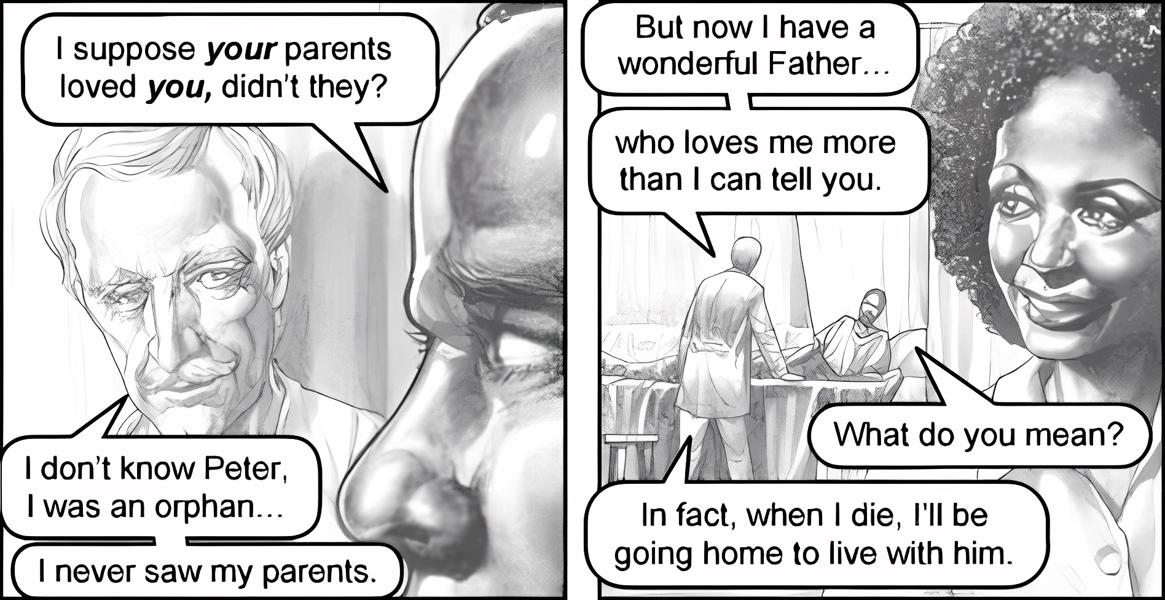 I suppose your parents
loved you, didn't they?
I don't know Peter,
I was an orphan...
I never saw my parents.
But now I have a
wonderful Father...
who loves me more
than I can tell you.
What do you mean?
In fact, when I die, I'll be
going home to live with him.